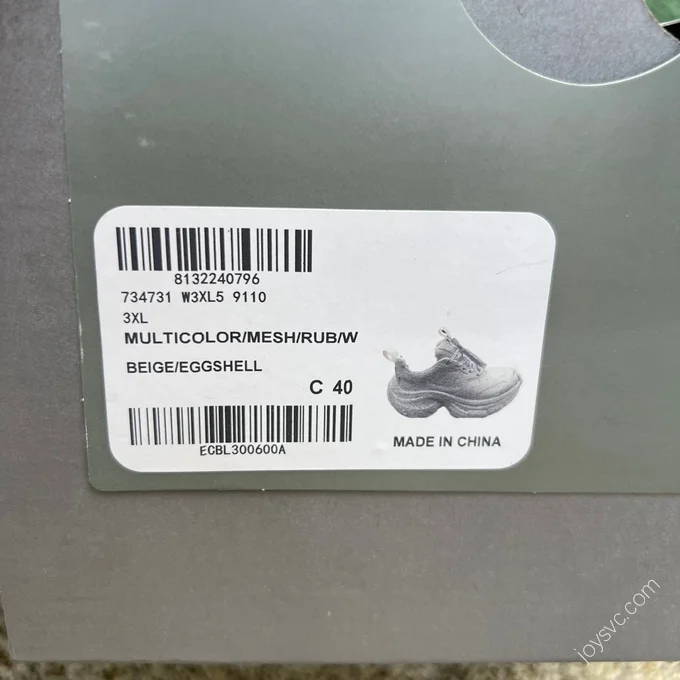 8132240796
734731 W3XL5 9110
3XL
MULTICOLOR/MESH/RUB/W
BEIGE/EGGSHELL
C 40
ECBL300600A
MADE IN CHINA
joysvc.com